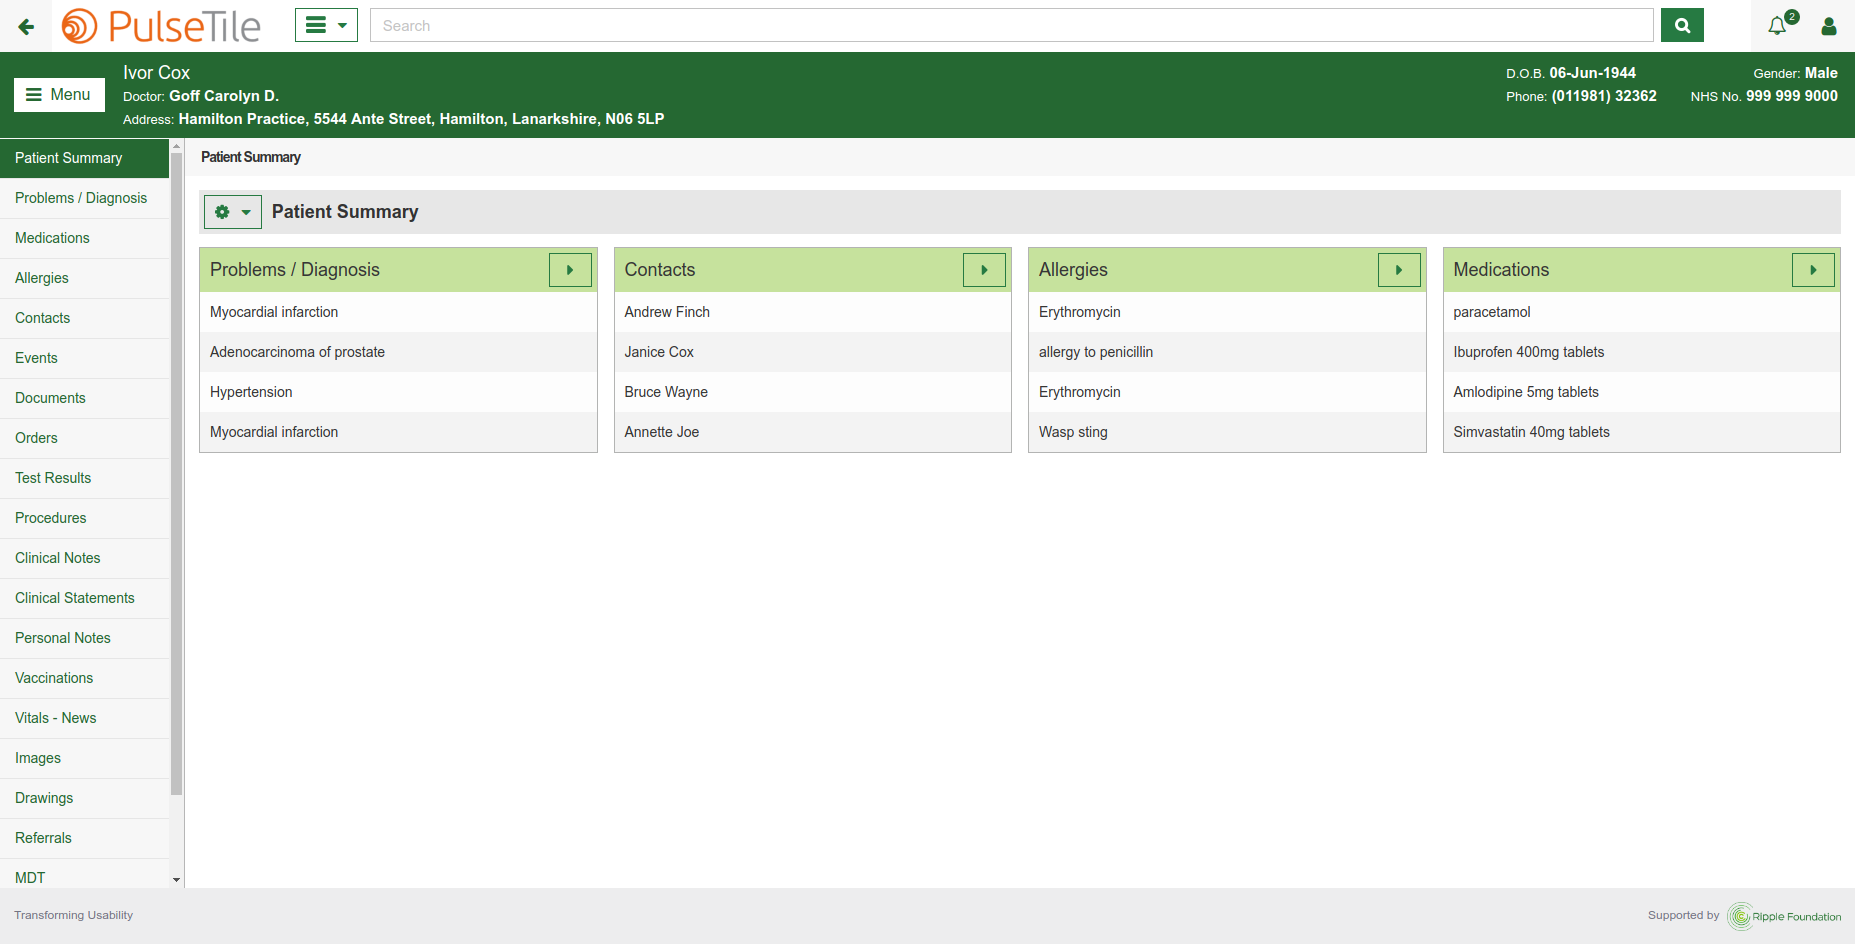 PulseTile
Search
2
Menu
Ivor Cox
Doctor: Goff Carolyn D.
Address: Hamilton Practice, 5544 Ante Street, Hamilton, Lanarkshire, N06 5LP
D.O.B. 06-Jun-1944
Gender: Male
Phone: (011981) 32362
NHS No. 999 999 9000
Patient Summary
Problems / Diagnosis
Medications
Allergies
Contacts
Events
Documents
Orders
Test Results
Procedures
Clinical Notes
Clinical Statements
Personal Notes
Vaccinations
Vitals - News
Images
Drawings
Referrals
MDT
Patient Summary
Patient Summary
Problems / Diagnosis
Myocardial infarction
Adenocarcinoma of prostate
Hypertension
Myocardial infarction
Contacts
Andrew Finch
Janice Cox
Bruce Wayne
Annette Joe
Allergies
Erythromycin
allergy to penicillin
Erythromycin
Wasp sting
Medications
paracetamol
Ibuprofen 400mg tablets
Amlodipine 5mg tablets
Simvastatin 40mg tablets
Transforming Usability
Supported by
Ripple Foundation